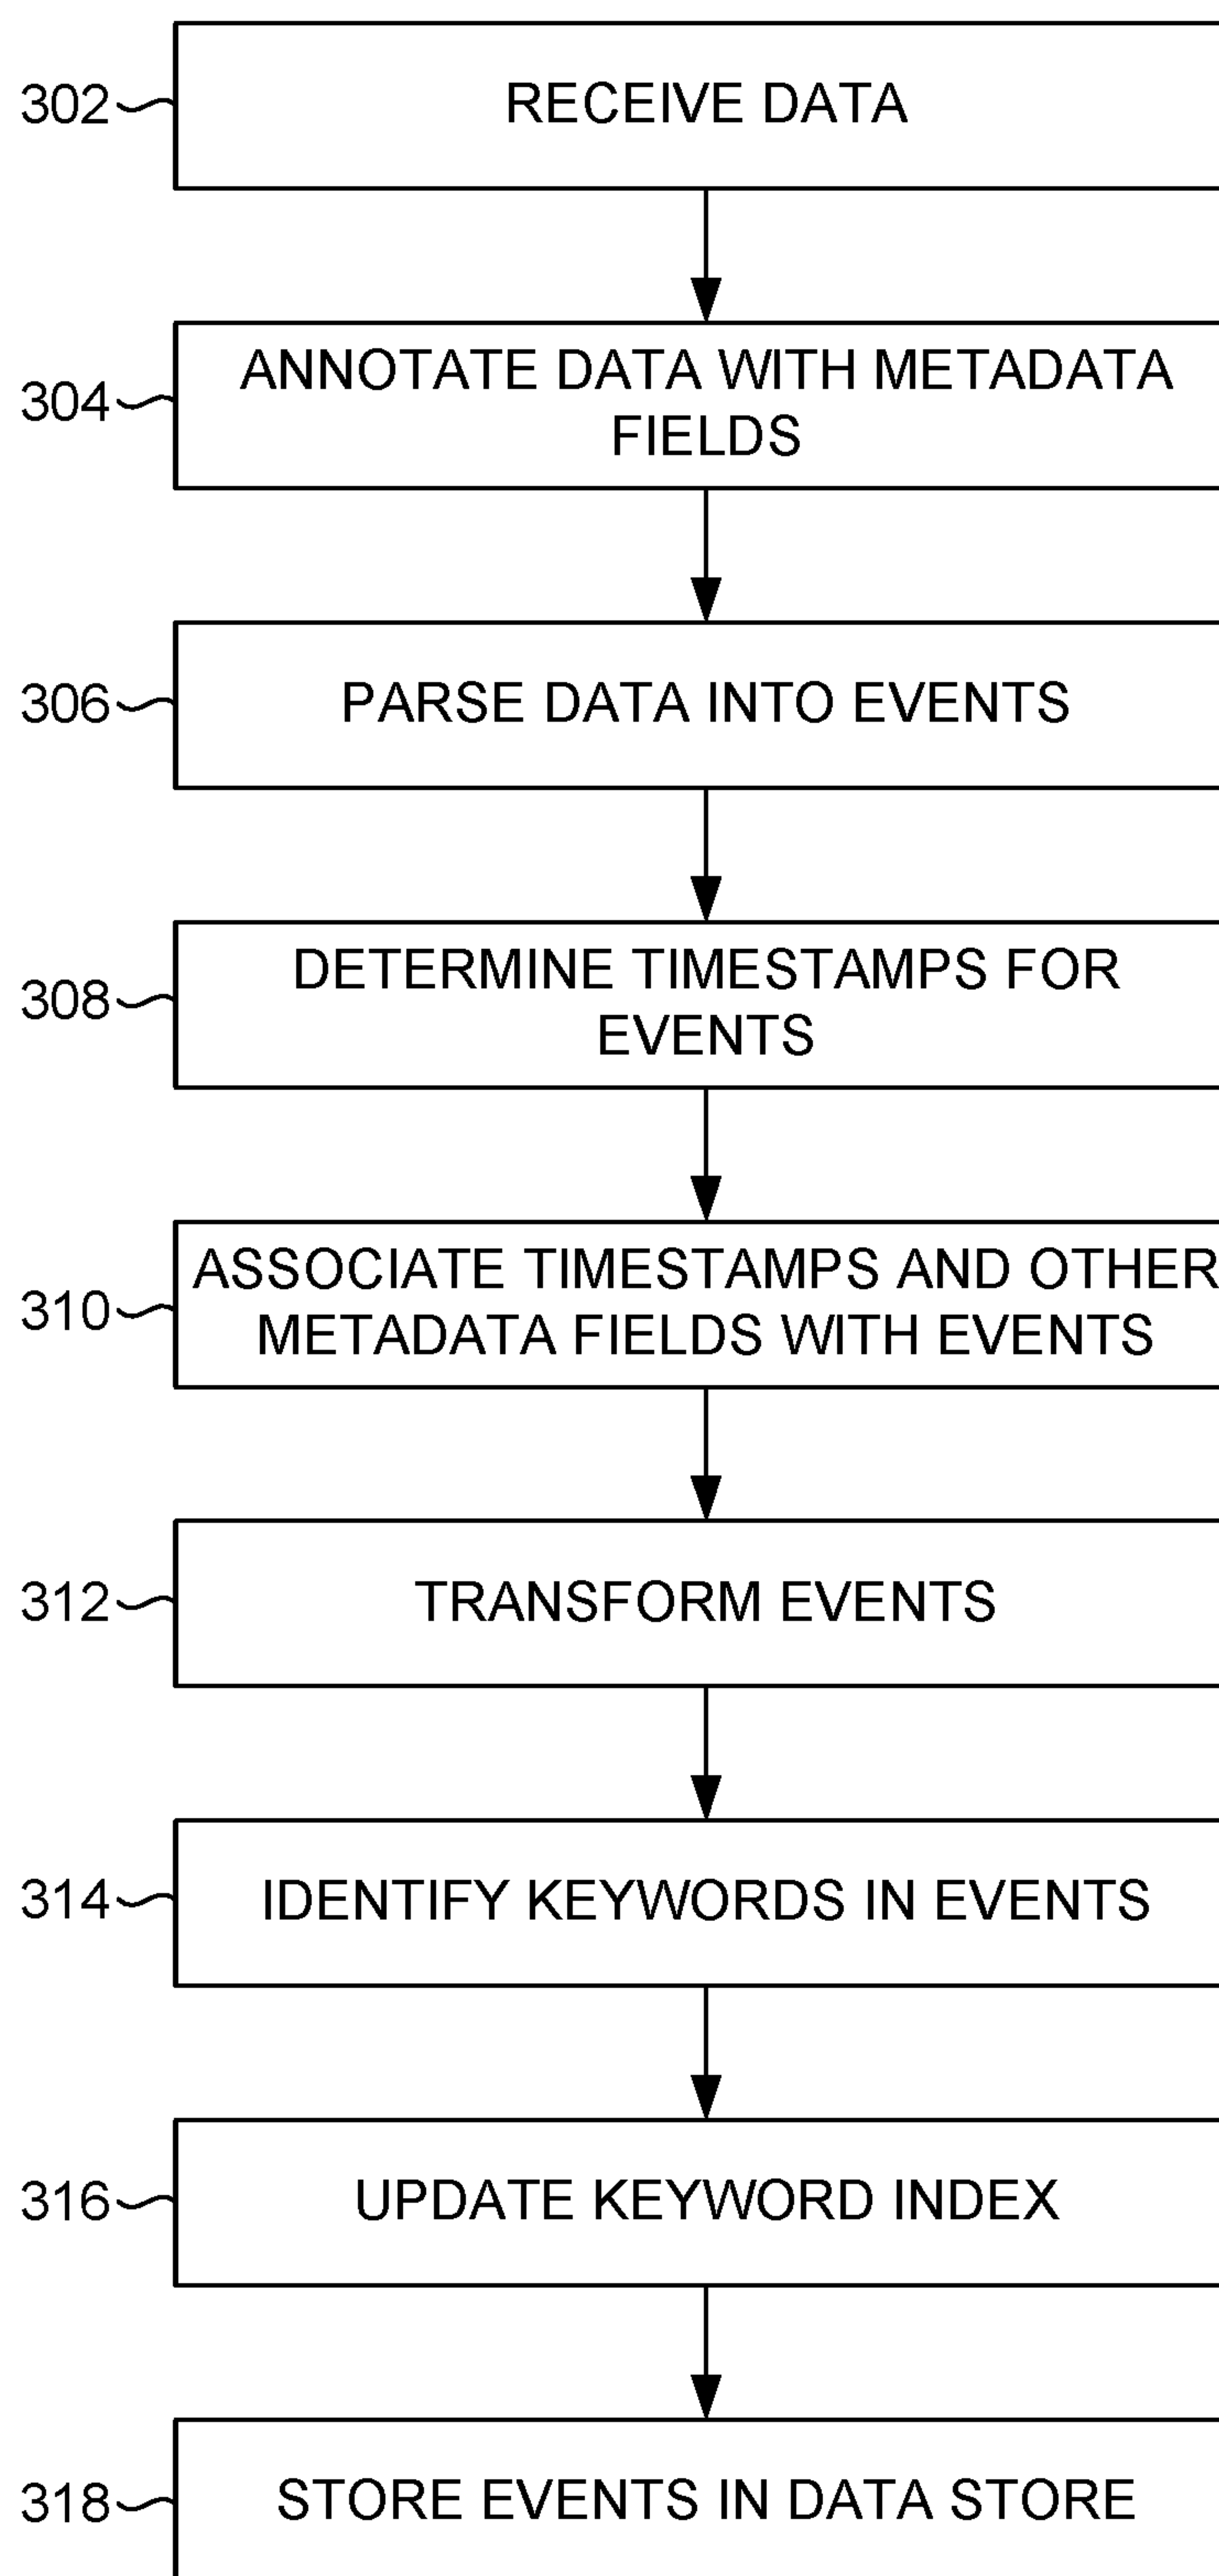 302
RECEIVE DATA
304
ANNOTATE DATA WITH METADATA
FIELDS
306
PARSE DATA INTO EVENTS
308
DETERMINE TIMESTAMPS FOR
EVENTS
310
ASSOCIATE TIMESTAMPS AND OTHER
METADATA FIELDS WITH EVENTS
312
TRANSFORM EVENTS
314
IDENTIFY KEYWORDS IN EVENTS
316
UPDATE KEYWORD INDEX
318
STORE EVENTS IN DATA STORE